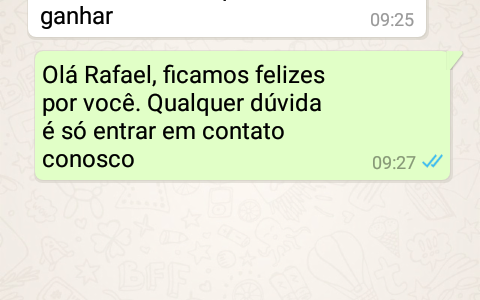 ganhar
09:25
Olá Rafael, ficamos felizes
por você. Qualquer dúvida
é só entrar em contato
conosco
09:27